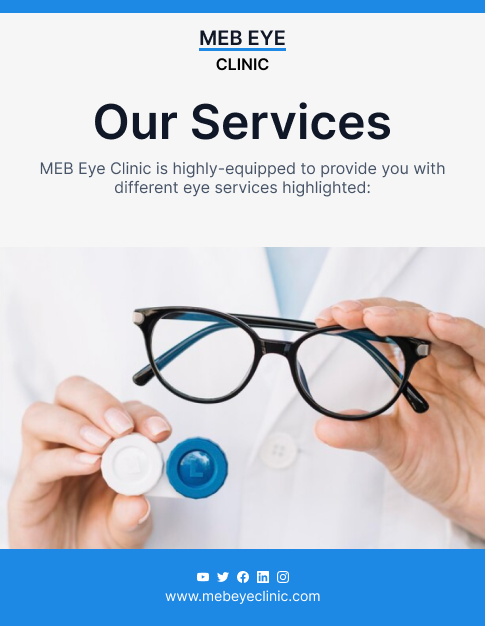 MEB EYE
CLINIC
Our Services
MEB Eye Clinic is highly-equipped to provide you with
different eye services highlighted:
L
www.mebeyeclinic.com